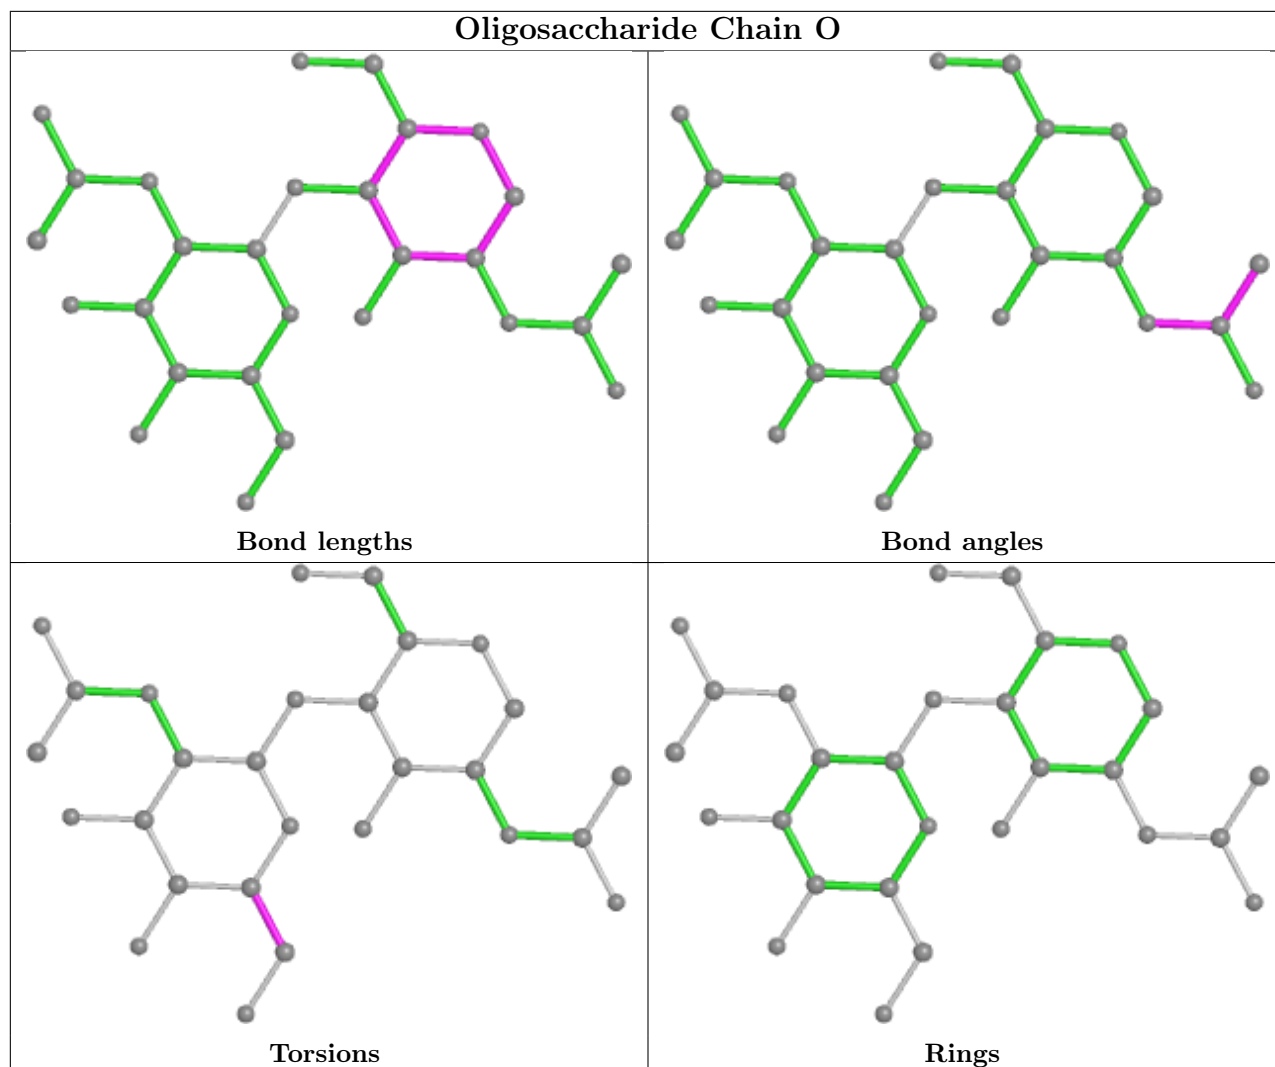 Oligosaccharide Chain O
Bond lengths
Bond angles
Torsions
Rings